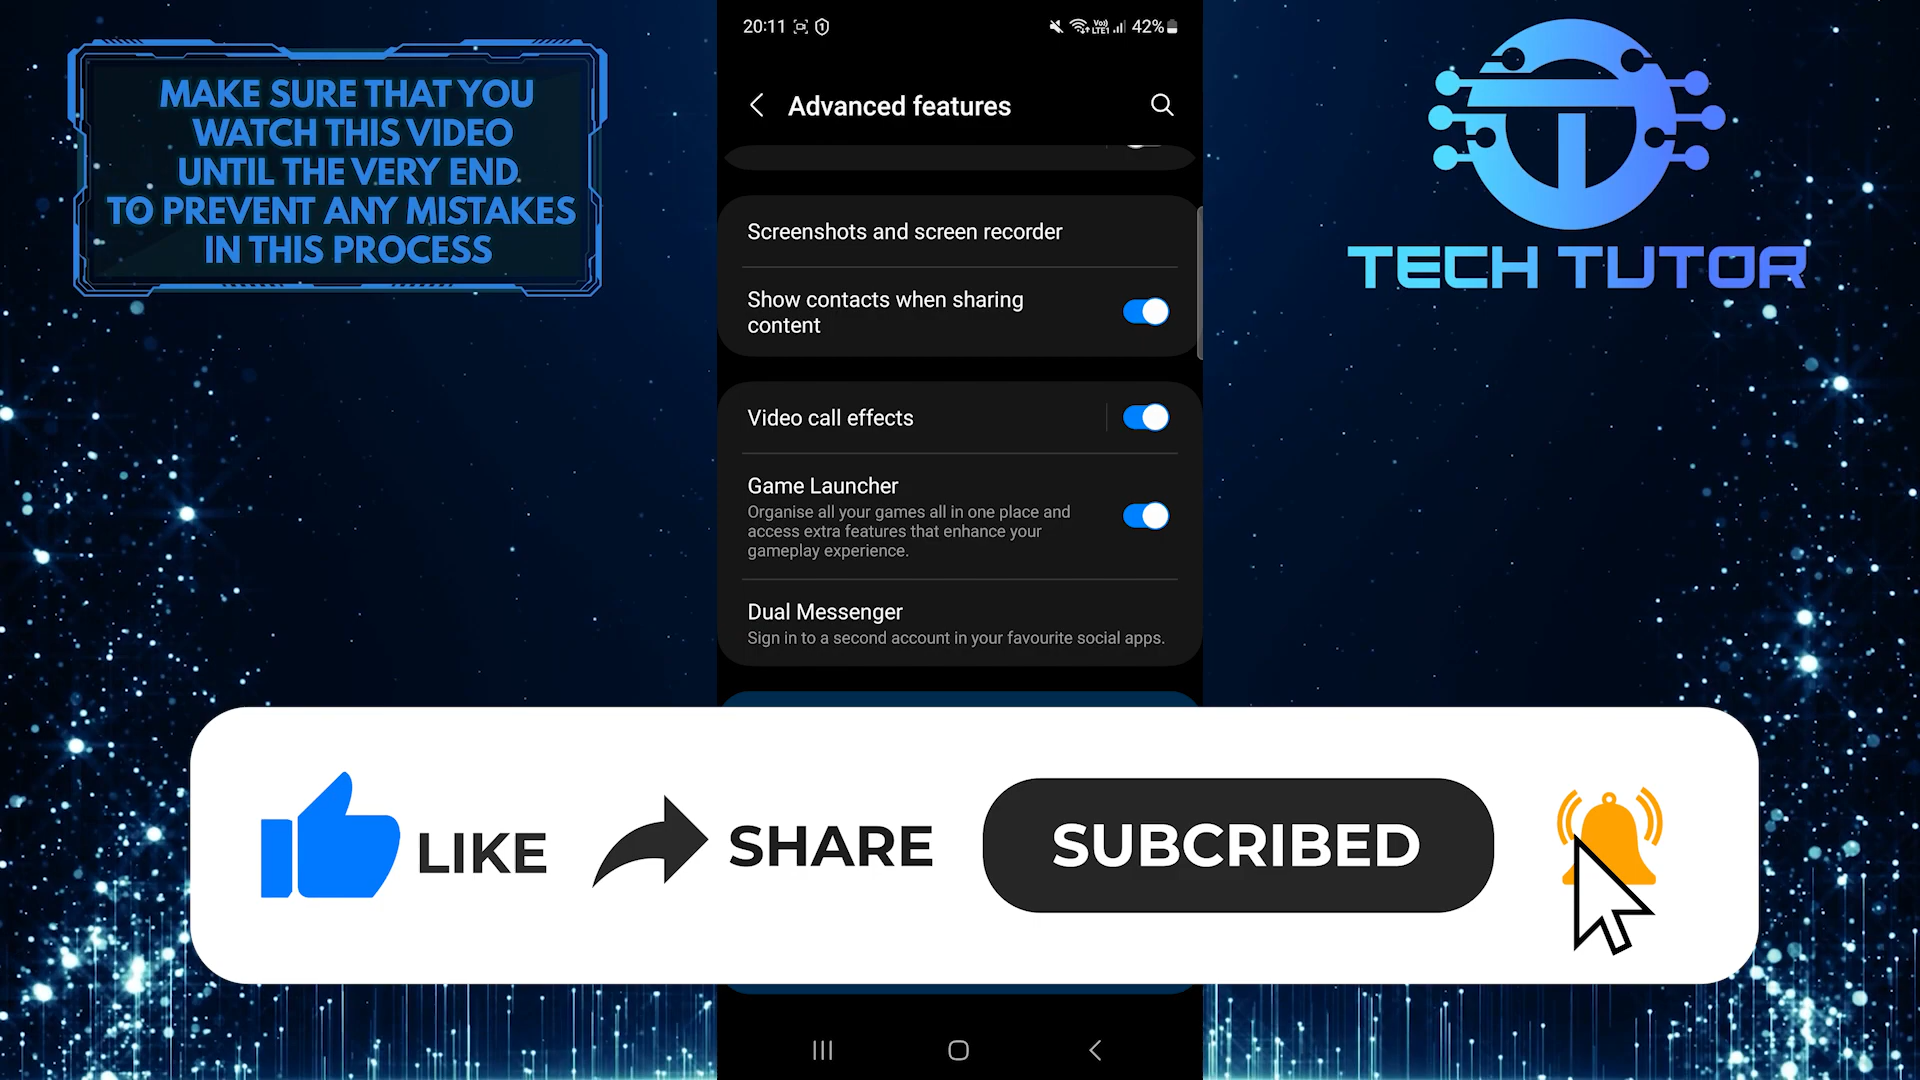 MAKE SURE THAT YOU
WATCH THIS VIDEO
UNTIL THE VERY END
TO PREVENT ANY MISTAKES
IN THIS PROCESS
20:11
Vo)) LTE1 42%
Advanced features
Screenshots and screen recorder
Show contacts when sharing
content
Video call effects
Game Launcher
Organise all your games all in one place and
access extra features that enhance your
gameplay experience.
Dual Messenger
Sign in to a second account in your favourite social apps.
TECH TUTOR
LIKE
SHARE
SUBCRIBED